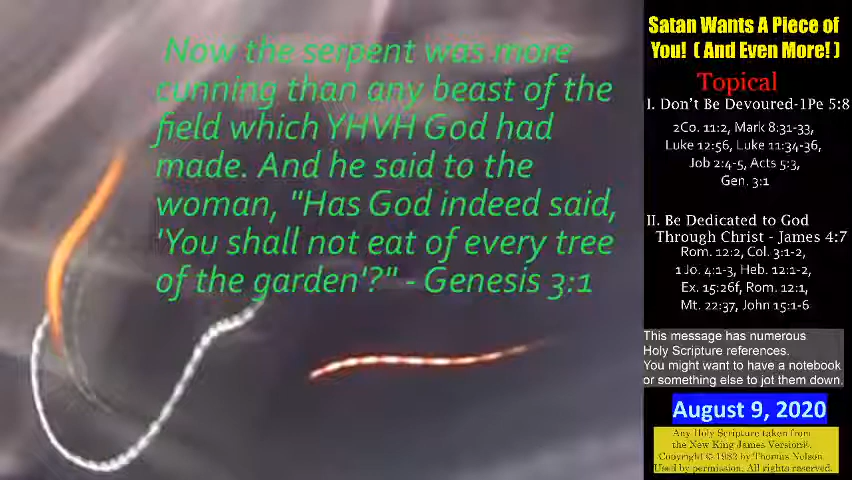 Now the serpent was more
cunning than any beast of the
field which YHVH God had
made. And he said to the
woman, "Has God indeed said,
'You shall not eat of every tree
of the garden'?" - Genesis 3:1
Satan Wants A Piece of
You! ( And Even More! )
Topical
I. Don't Be Devoured-1Pe 5:8
2Co. 11:2, Mark 8:31-33,
Luke 12:56, Luke 11:34-36,
Job 2:4-5, Acts 5:3,
Gen. 3:1
II. Be Dedicated to God
Through Christ - James 4:7
Rom. 12:2, Col. 3:1-2,
1 Jo. 4:1-3, Heb. 12:1-2,
Ex. 15:26f, Rom. 12:1,
Mt. 22:37, John 15:1-6
This message has numerous
Holy Scripture references.
You might want to have a notebook
or something else to jot them down.
August 9, 2020
Any Holy Scripture taken from
the New King James Version®.
Copyright © 1982 by Thomas Nelson.
Used by permission. All rights reserved.